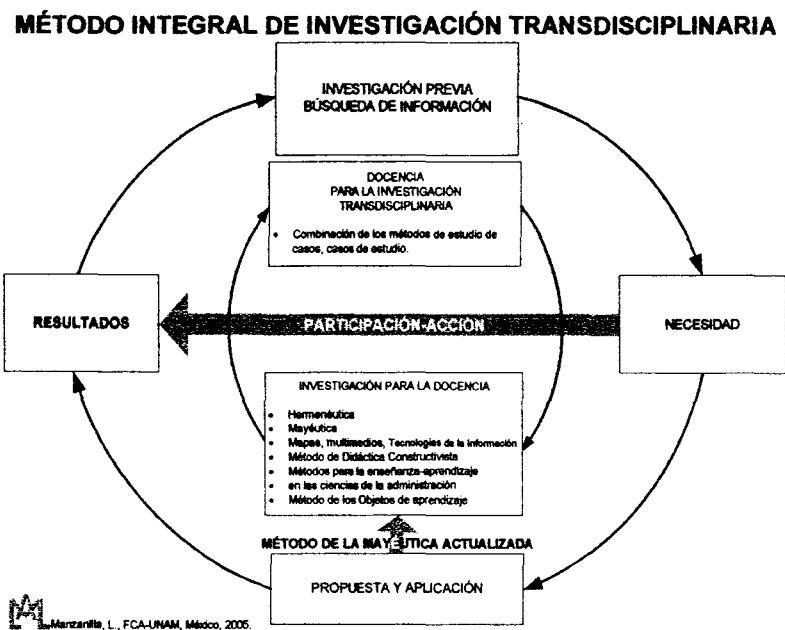 MÉTODO INTEGRAL DE INVESTIGACIÓN TRANSDISCIPLINARIA
INVESTIGACIÓN PREVIA
BÚSQUEDA DE INFORMACIÓN
DOCENCIA
PARA LA INVESTIGACIÓN
TRANSDISCIPLINARIA
• Combinación de los métodos de estudio de
casos, casos de estudio.
RESULTADOS
PARTICIPACIÓN-ACCIÓN
NECESIDAD
INVESTIGACIÓN PARA LA DOCENCIA
• Hermenéutica
• Mayéutica
• Mapas, multimedios, Tecnologías de la Información
• Método de Didáctica Constructivista
• Métodos para la enseñanza-aprendizaje
• en las ciencias de la administración
• Método de los Objetos de aprendizaje
MÉTODO DE LA MAYÉUTICA ACTUALIZADA
PROPUESTA Y APLICACIÓN
Manzanilla, L., FCA-UNAM, México, 2005.